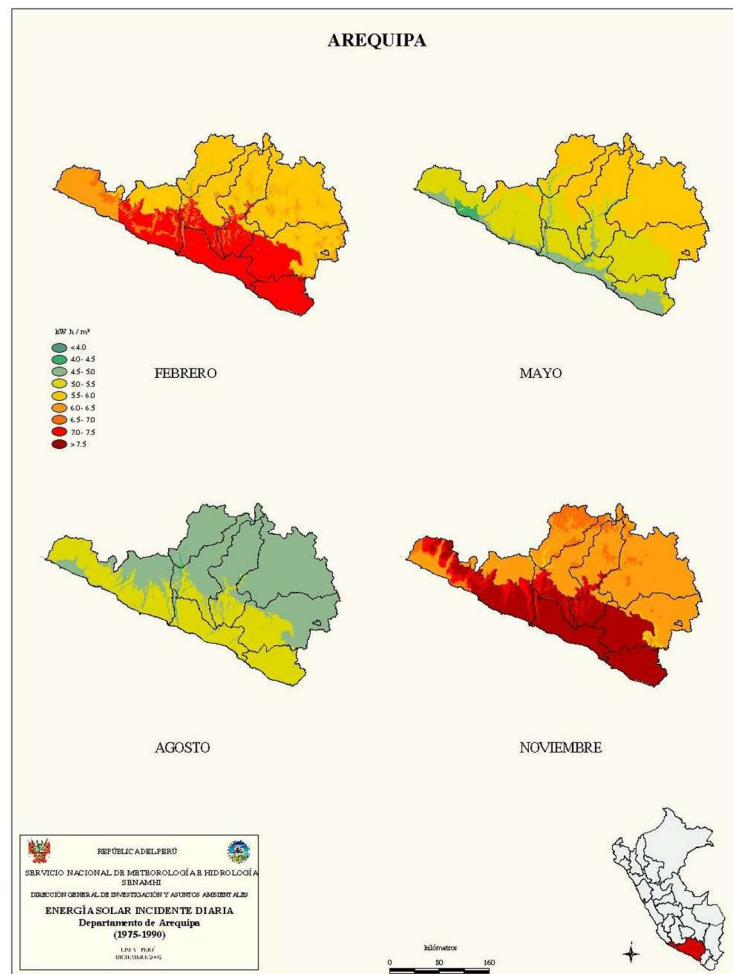 AREQUIPA
kW h / m²
< 4.0
4.0- 4.5
4.5- 5.0
5.0- 5.5
5.5- 6.0
6.0- 6.5
6.5- 7.0
7.0- 7.5
> 7.5
FEBRERO
MAYO
AGOSTO
NOVIEMBRE
REPÚBLICA DEL PERÚ
SERVICIO NACIONAL DE METEOROLOGÍA E HIDROLOGÍA
SENAMHI
DIRECCIÓN GENERAL DE INVESTIGACIÓN Y ASUNTOS AMBIENTALES
ENERGÍA SOLAR INCIDENTE DIARIA
Departamento de Arequipa
(1975-1990)
PERÚ
kilómetros
0 80 160